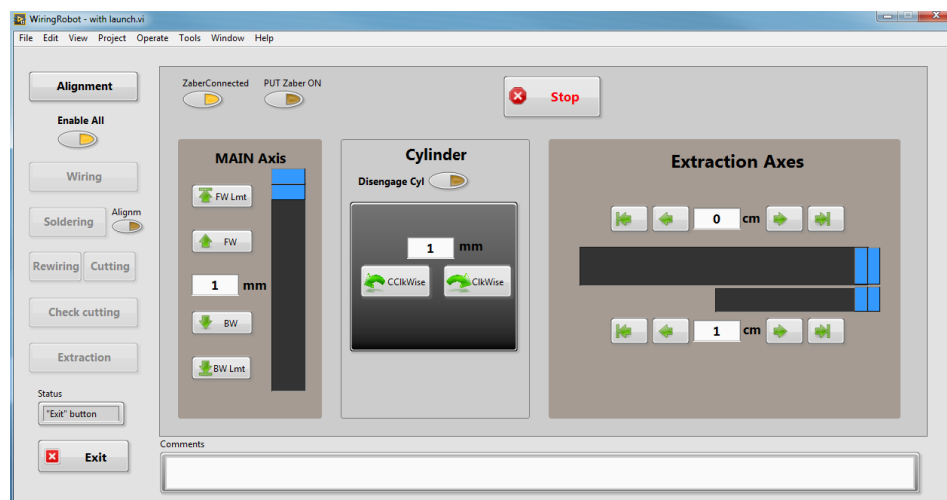 WiringRobot - with launch.vi
File Edit View Project Operate Tools Window Help
Alignment
Enable All
Wiring
Soldering
Alignm
Rewiring Cutting
Check cutting
Extraction
Status
"Exit" button
Exit
ZaberConnected PUT Zaber ON
Stop
MAIN Axis
FW Lmt
FW
1 mm
BW
BW Lmt
Cylinder
Disengage Cyl
1 mm
CClkWise ClkWise
Extraction Axes
0 cm
1 cm
Comments